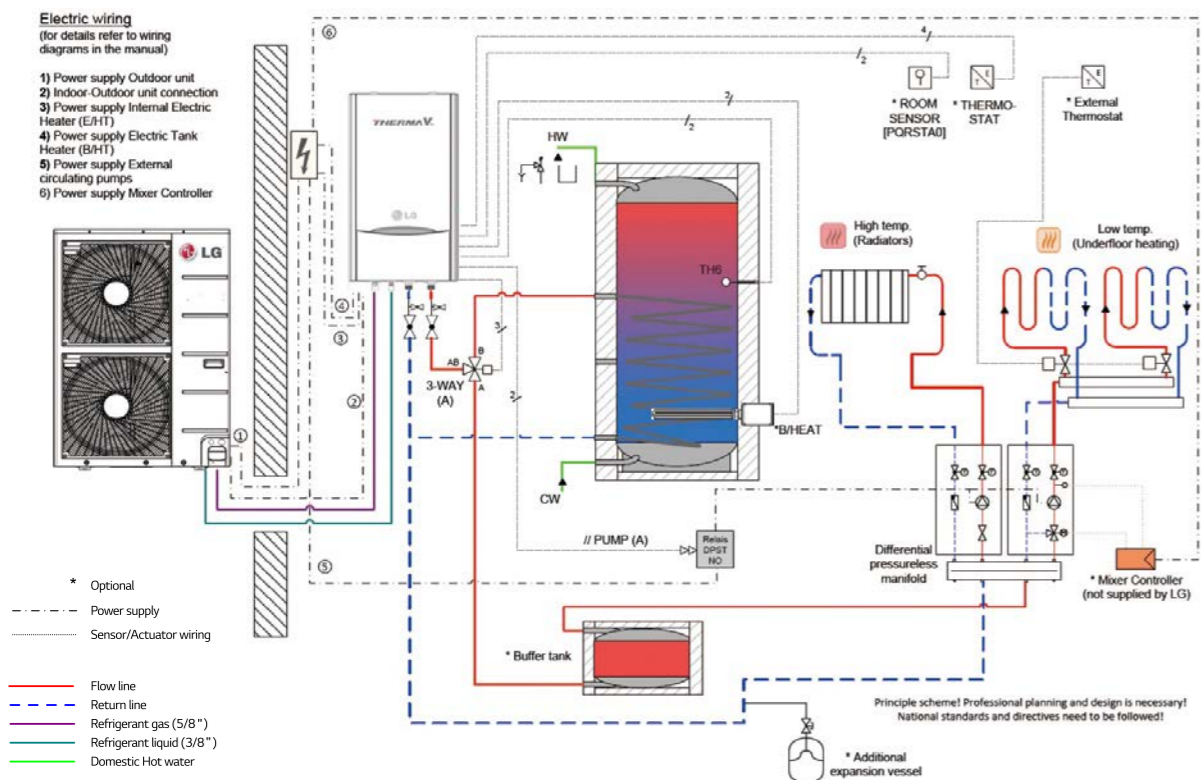 Electric wiring
(for details refer to wiring
diagrams in the manual)
1) Power supply Outdoor unit
2) Indoor-Outdoor unit connection
3) Power supply Internal Electric
Heater (E/HT)
4) Power supply Electric Tank
Heater (B/HT)
5) Power supply External
circulating pumps
6) Power supply Mixer Controller
⑥
4
2
2
2
THERMA V.
LG
LG
HW
T E
T E
* ROOM
SENSOR
[PQRSTA0]
* THERMO-
STAT
* External
Thermostat
High temp.
(Radiators)
Low temp.
(Underfloor heating)
TH6
④
③
②
①
3
B
AB
A
3-WAY
(A)
2
*B/HEAT
CW
// PUMP (A)
Relais
DPST
NO
⑤
Differential
pressureless
manifold
* Mixer Controller
(not supplied by LG)
* Buffer tank
* Additional
expansion vessel
* Optional
Power supply
Sensor/Actuator wiring
Flow line
Return line
Refrigerant gas (5/8")
Refrigerant liquid (3/8")
Domestic Hot water
Principle scheme! Professional planning and design is necessary!
National standards and directives need to be followed!